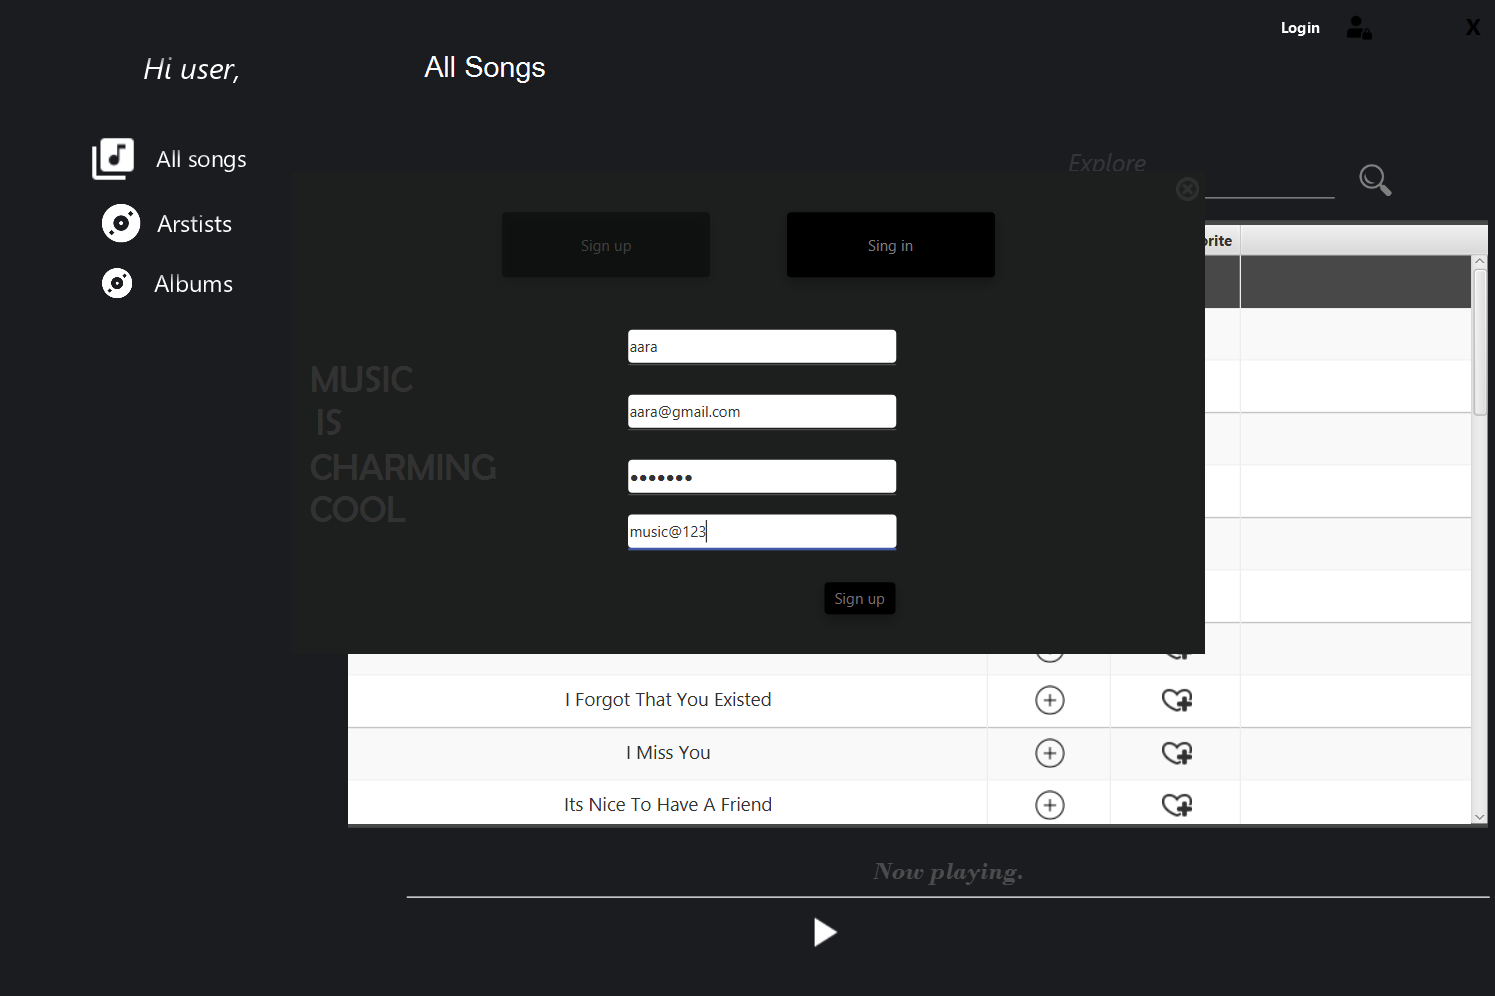 Login
X
Hi user,
All Songs
All songs
Arstists
Albums
Explore
Sign up
Sing in
aara
aara@gmail.com
•••••••
music@123
Sign up
MUSIC
IS
CHARMING
COOL
orite
I Forgot That You Existed
I Miss You
Its Nice To Have A Friend
Now playing.